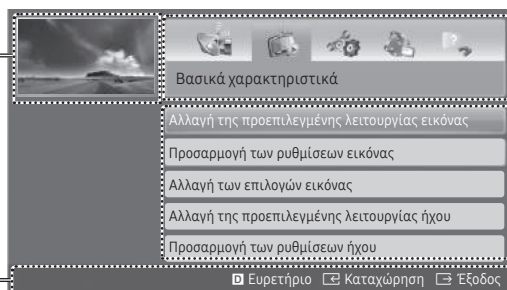 Βασικά χαρακτηριστικά
Αλλαγή της προεπιλεγμένης λειτουργίας εικόνας
Προσαρμογή των ρυθμίσεων εικόνας
Αλλαγή των επιλογών εικόνας
Αλλαγή της προεπιλεγμένης λειτουργίας ήχου
Προσαρμογή των ρυθμίσεων ήχου
D Ευρετήριο Καταχώρηση Έξοδος